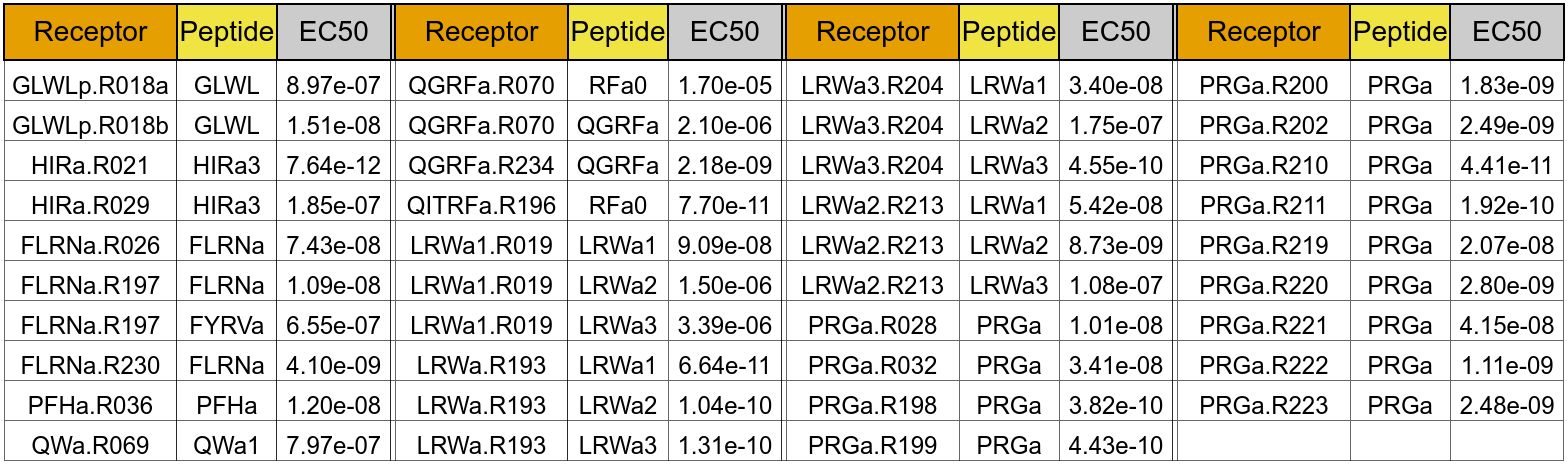 Receptor Peptide EC50 Receptor Peptide EC50 Receptor Peptide EC50 Receptor Peptide EC50
GLWLp.R018a GLWL 8.97e-07 QGRFa.R070 RFa0 1.70e-05 LRWa3.R204 LRWa1 3.40e-08 PRGa.R200 PRGa 1.83e-09
GLWLp.R018b GLWL 1.51e-08 QGRFa.R070 QGRFa 2.10e-06 LRWa3.R204 LRWa2 1.75e-07 PRGa.R202 PRGa 2.49e-09
HIRa.R021 HIRa3 7.64e-12 QGRFa.R234 QGRFa 2.18e-09 LRWa3.R204 LRWa3 4.55e-10 PRGa.R210 PRGa 4.41e-11
HIRa.R029 HIRa3 1.85e-07 QITRFa.R196 RFa0 7.70e-11 LRWa2.R213 LRWa1 5.42e-08 PRGa.R211 PRGa 1.92e-10
FLRNa.R026 FLRNa 7.43e-08 LRWa1.R019 LRWa1 9.09e-08 LRWa2.R213 LRWa2 8.73e-09 PRGa.R219 PRGa 2.07e-08
FLRNa.R197 FLRNa 1.09e-08 LRWa1.R019 LRWa2 1.50e-06 LRWa2.R213 LRWa3 1.08e-07 PRGa.R220 PRGa 2.80e-09
FLRNa.R197 FYRVa 6.55e-07 LRWa1.R019 LRWa3 3.39e-06 PRGa.R028 PRGa 1.01e-08 PRGa.R221 PRGa 4.15e-08
FLRNa.R230 FLRNa 4.10e-09 LRWa.R193 LRWa1 6.64e-11 PRGa.R032 PRGa 3.41e-08 PRGa.R222 PRGa 1.11e-09
PFHa.R036 PFHa 1.20e-08 LRWa.R193 LRWa2 1.04e-10 PRGa.R198 PRGa 3.82e-10 PRGa.R223 PRGa 2.48e-09
QWa.R069 QWa1 7.97e-07 LRWa.R193 LRWa3 1.31e-10 PRGa.R199 PRGa 4.43e-10